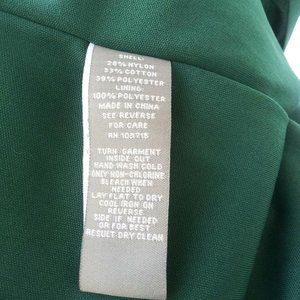 SHELL:
% NYLON
% COTTON
39% POLYESTER
LINING:
100% POLYESTER
MADE IN CHINA
SEE REVERSE
FOR CARE
RN 103715
TURN GARMENT
INSIDE OUT
HAND WASH COLD
ONLY NON-CHLORINE
BLEACH WHEN
NEEDED
LAY FLAT TO DRY
COOL IRON ON
REVERSE
SIDE IF NEEDED
OR FOR BEST
RESULT DRY CLEAN